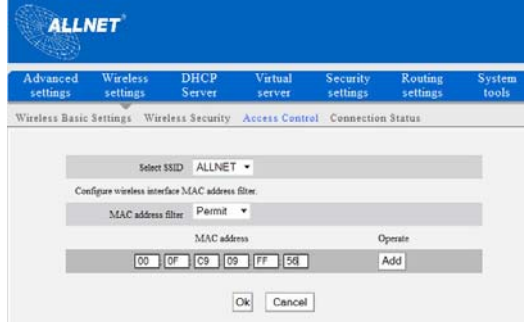 ALLNET®
Advanced settings Wireless settings DHCP Server Virtual server Security settings Routing settings System tools
Wireless Basic Settings Wireless Security Access Control Connection Status
Select SSID ALLNET
Configure wireless interface MAC address filter.
MAC address filter Permit
MAC address Operate
00 : 0F : C9 : 09 : FF : 56 Add
Ok Cancel